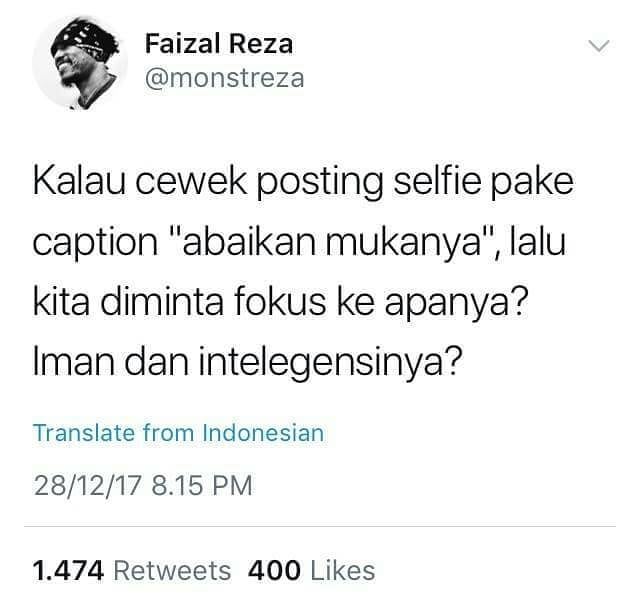 Faizal Reza
@monstreza
Kalau cewek posting selfie pake
caption "abaikan mukanya", lalu
kita diminta fokus ke apanya?
Iman dan intelegensinya?
Translate from Indonesian
28/12/17 8.15 PM
1.474 Retweets 400 Likes